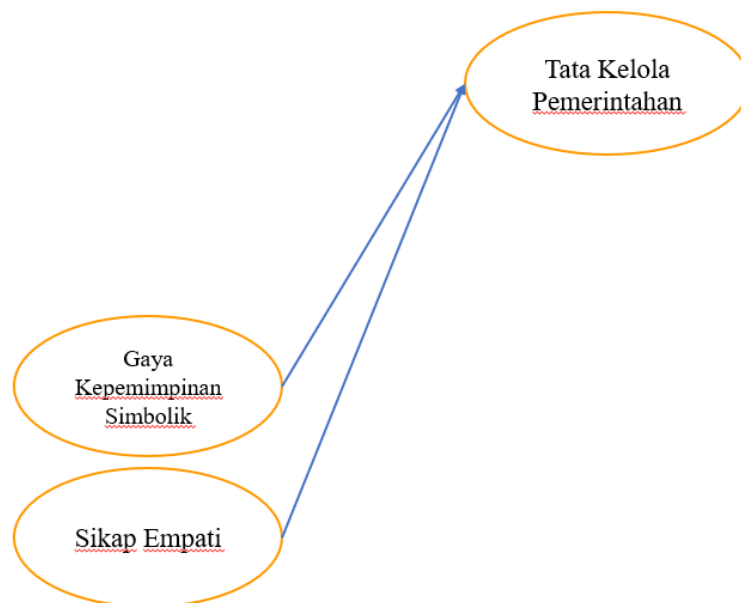 Tata Kelola
Pemerintahan
Gaya
Kepemimpinan
Simbolik
Sikap Empati